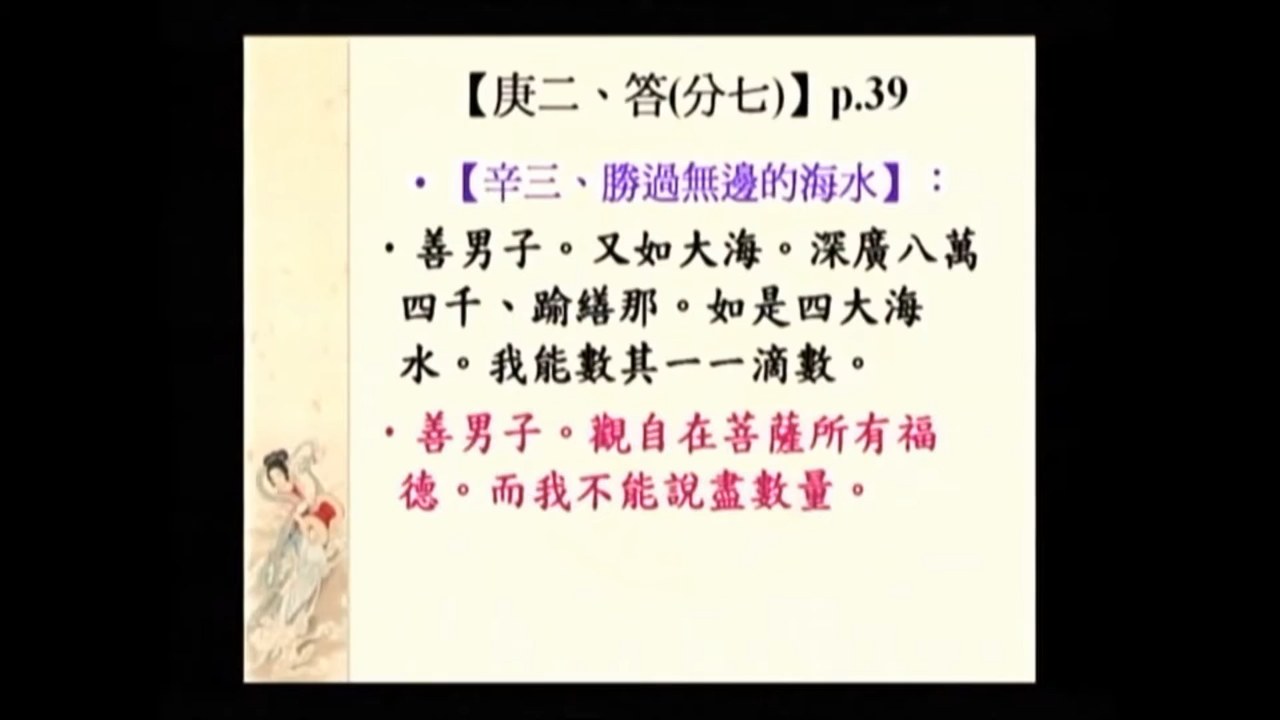 【庚二、答(分七)】p.39
•【辛三、勝過無邊的海水】：
•善男子。又如大海。深廣八萬
四千、踰繕那。如是四大海
水。我能數其一一滴數。
•善男子。觀自在菩薩所有福
德。而我不能說盡數量。